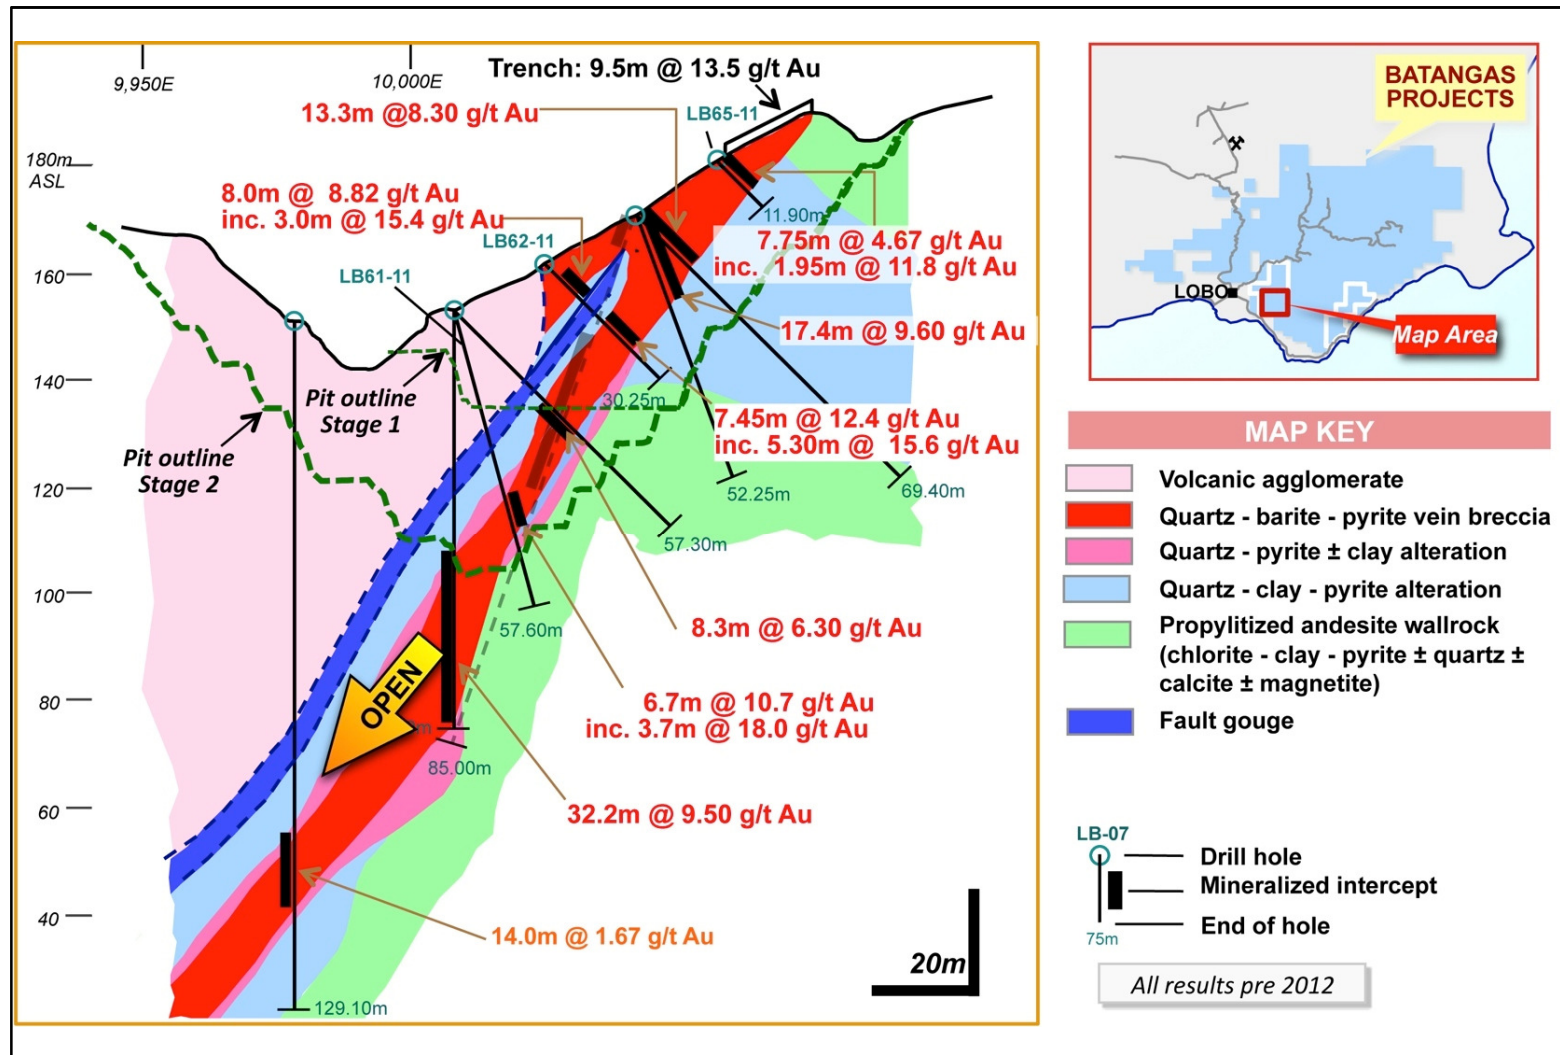 9,950E
10,000E
Trench: 9.5m @ 13.5 g/t Au
13.3m @8.30 g/t Au
LB65-11
180m
ASL
8.0m @  8.82 g/t Au
inc. 3.0m @ 15.4 g/t Au
LB62-11
11.90m
7.75m @ 4.67 g/t Au
inc.  1.95m @ 11.8 g/t Au
160
LB61-11
17.4m @ 9.60 g/t Au
140
Pit outline
Stage 1
30.25m
7.45m @ 12.4 g/t Au
inc. 5.30m @  15.6 g/t Au
Pit outline
Stage 2
120
52.25m
69.40m
57.30m
100
57.60m
8.3m @ 6.30 g/t Au
OPEN
80
6.7m @ 10.7 g/t Au
inc. 3.7m @ 18.0 g/t Au
m
85.00m
60
32.2m @ 9.50 g/t Au
40
14.0m @ 1.67 g/t Au
20m
129.10m
BATANGAS
PROJECTS
LOBO
Map Area
MAP KEY
Volcanic agglomerate
Quartz - barite - pyrite vein breccia
Quartz - pyrite ± clay alteration
Quartz - clay - pyrite alteration
Propylitized andesite wallrock
(chlorite - clay - pyrite ± quartz ±
calcite ± magnetite)
Fault gouge
LB-07
Drill hole
Mineralized intercept
End of hole
75m
All results pre 2012